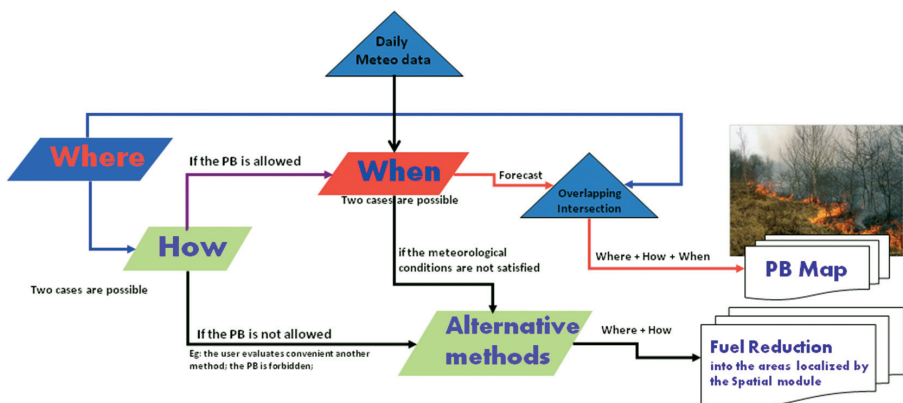 Daily
Meteo data
Where
If the PB is allowed
When
Forecast
Two cases are possible
Overlapping
Intersection
How
Two cases are possible
if the meteorological
conditions are not satisfied
Where + How + When
PB Map
If the PB is not allowed
Eg: the user evaluates convenient another
method; the PB is forbidden;
Alternative
methods
Where + How
Fuel Reduction
into the areas localized by
the Spatial module